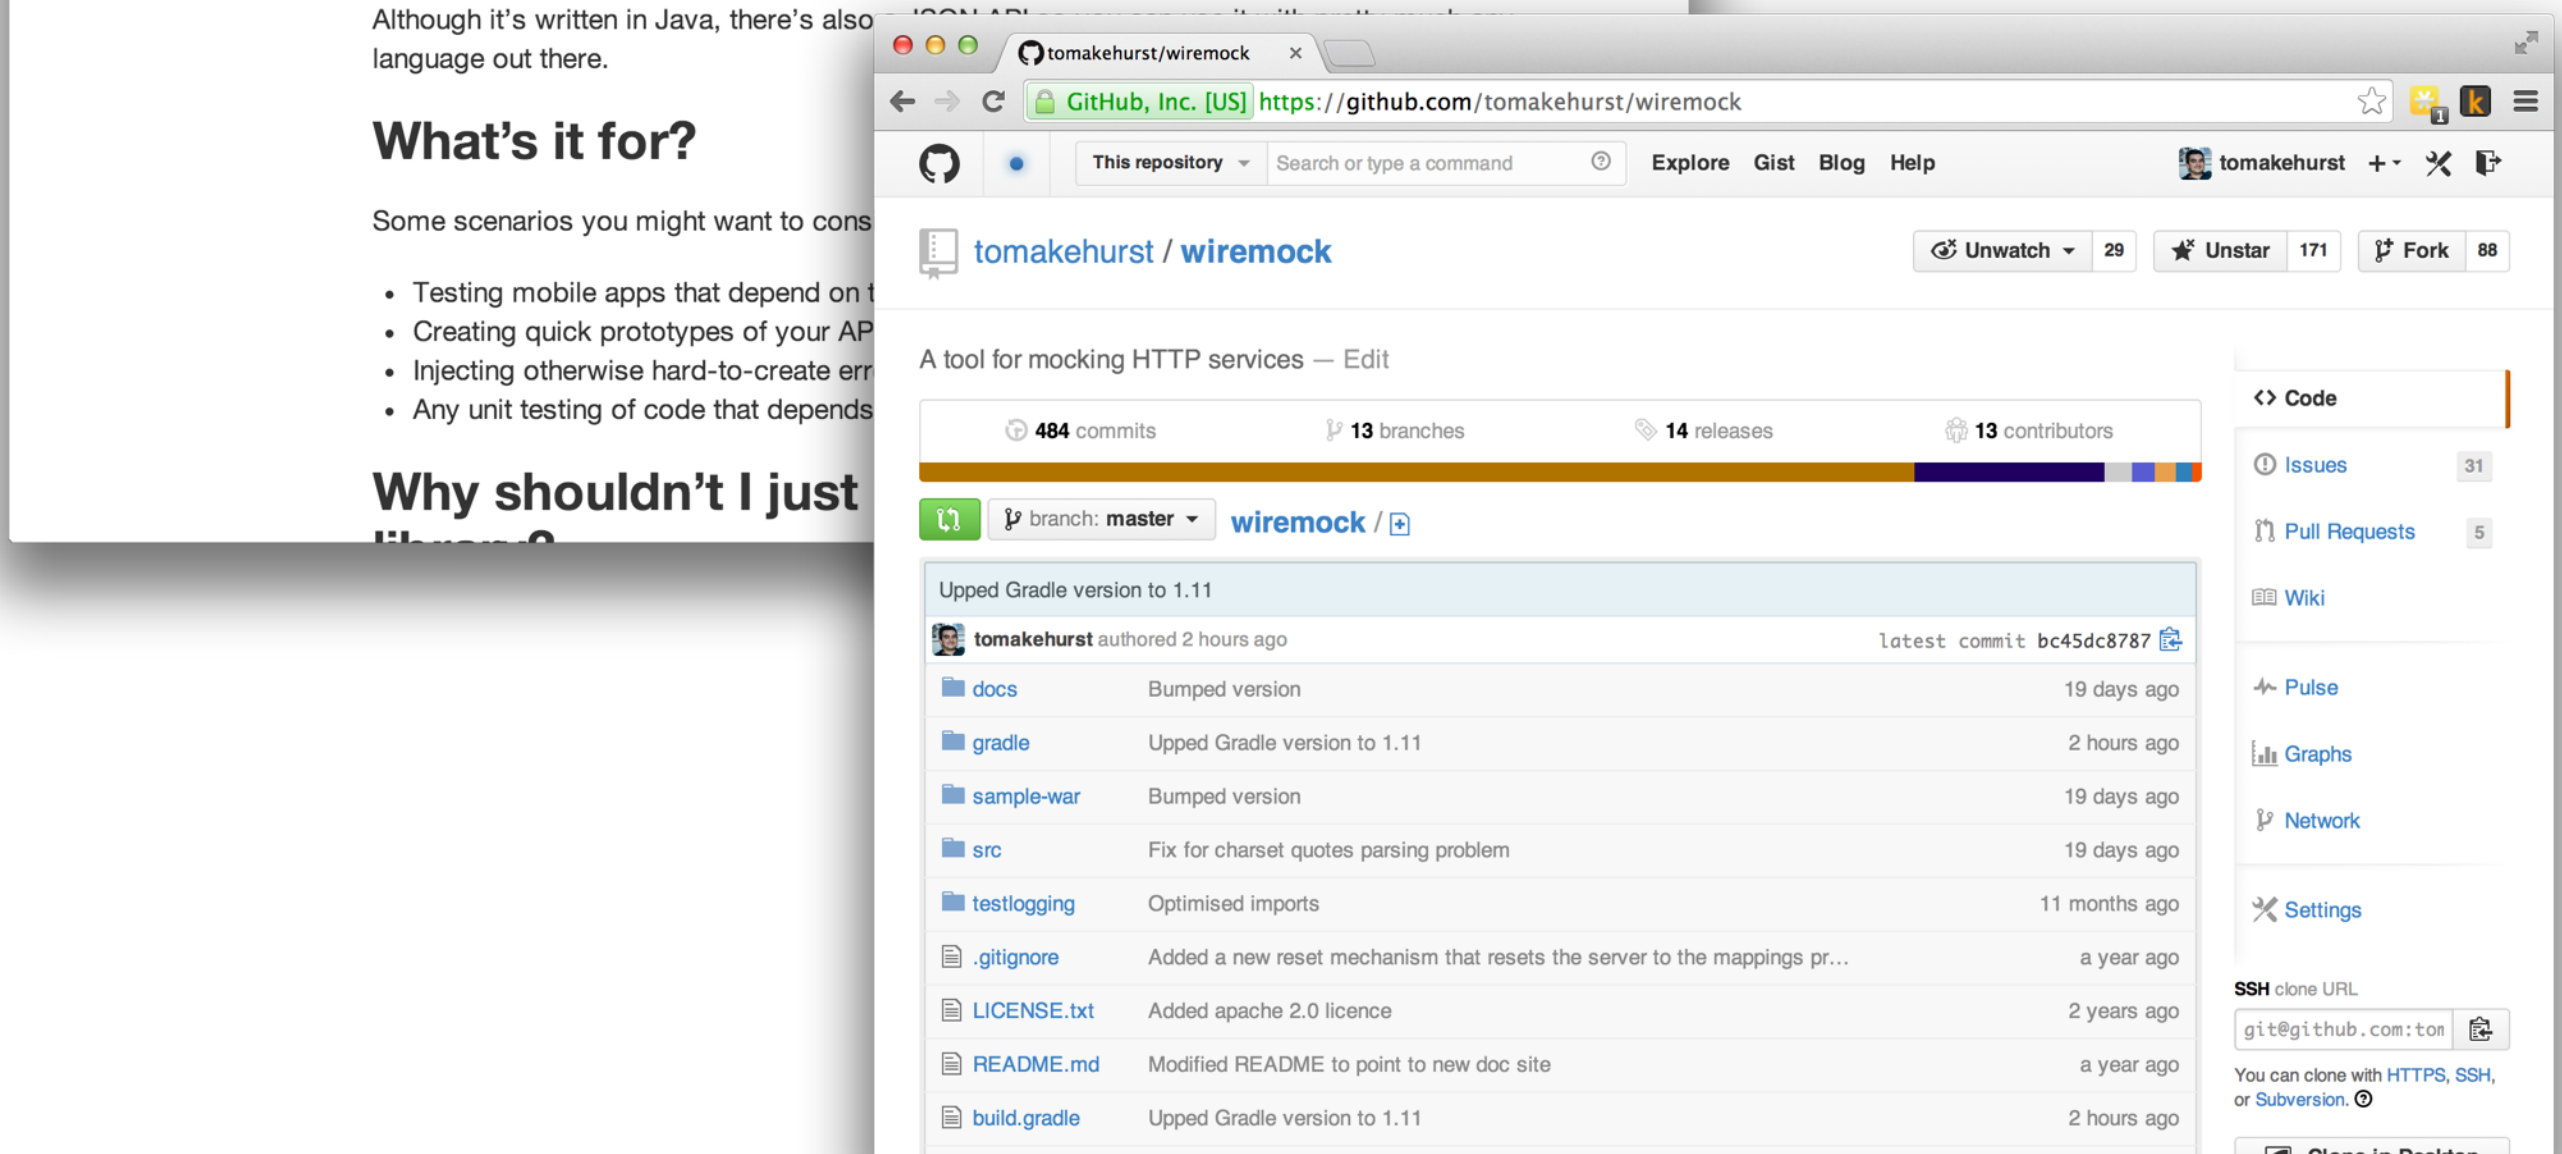 Although it's written in Java, there's also
language out there.
What's it for?
Some scenarios you might want to cons
• Testing mobile apps that depend on t
• Creating quick prototypes of your AP
• Injecting otherwise hard-to-create err
• Any unit testing of code that depends
Why shouldn't I just
library?
tomakehurst/wiremock ×
GitHub, Inc. [US] https://github.com/tomakehurst/wiremock
1
k
This repository Search or type a command Explore Gist Blog Help tomakehurst
tomakehurst / wiremock Unwatch 29 Unstar 171 Fork 88
A tool for mocking HTTP services — Edit
484 commits 13 branches 14 releases 13 contributors
branch: master wiremock /
Upped Gradle version to 1.11
tomakehurst authored 2 hours ago latest commit bc45dc8787
docs Bumped version 19 days ago
gradle Upped Gradle version to 1.11 2 hours ago
sample-war Bumped version 19 days ago
src Fix for charset quotes parsing problem 19 days ago
testlogging Optimised imports 11 months ago
.gitignore Added a new reset mechanism that resets the server to the mappings pr… a year ago
LICENSE.txt Added apache 2.0 licence 2 years ago
README.md Modified README to point to new doc site a year ago
build.gradle Upped Gradle version to 1.11 2 hours ago
<> Code
Issues 31
Pull Requests 5
Wiki
Pulse
Graphs
Network
Settings
SSH clone URL
git@github.com:tom
You can clone with HTTPS, SSH,
or Subversion.
Clone in Desktop